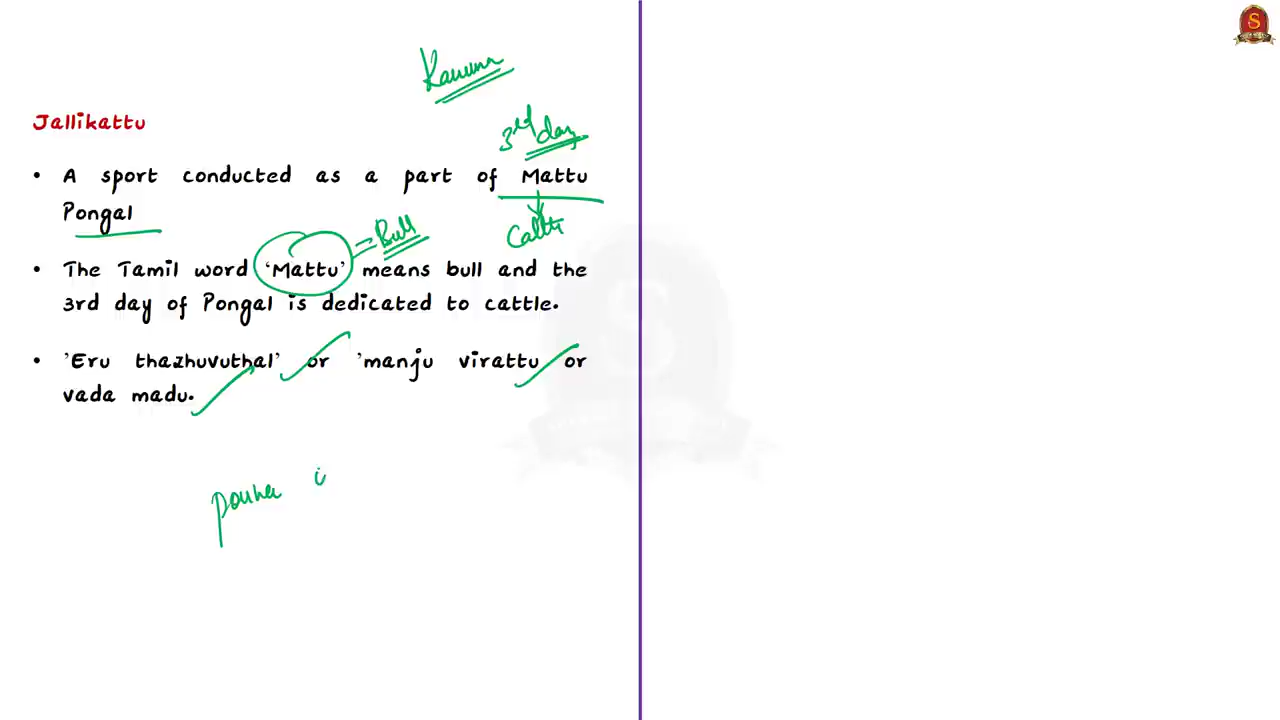 Jallikattu
3rd day
• A sport conducted as a part of Mattu
Pongal
Bull
• The Tamil word 'Mattu' means bull and the
3rd day of Pongal is dedicated to cattle.
• 'Eru thazhuvuthal' or 'manju virattu or
vada madu.
S